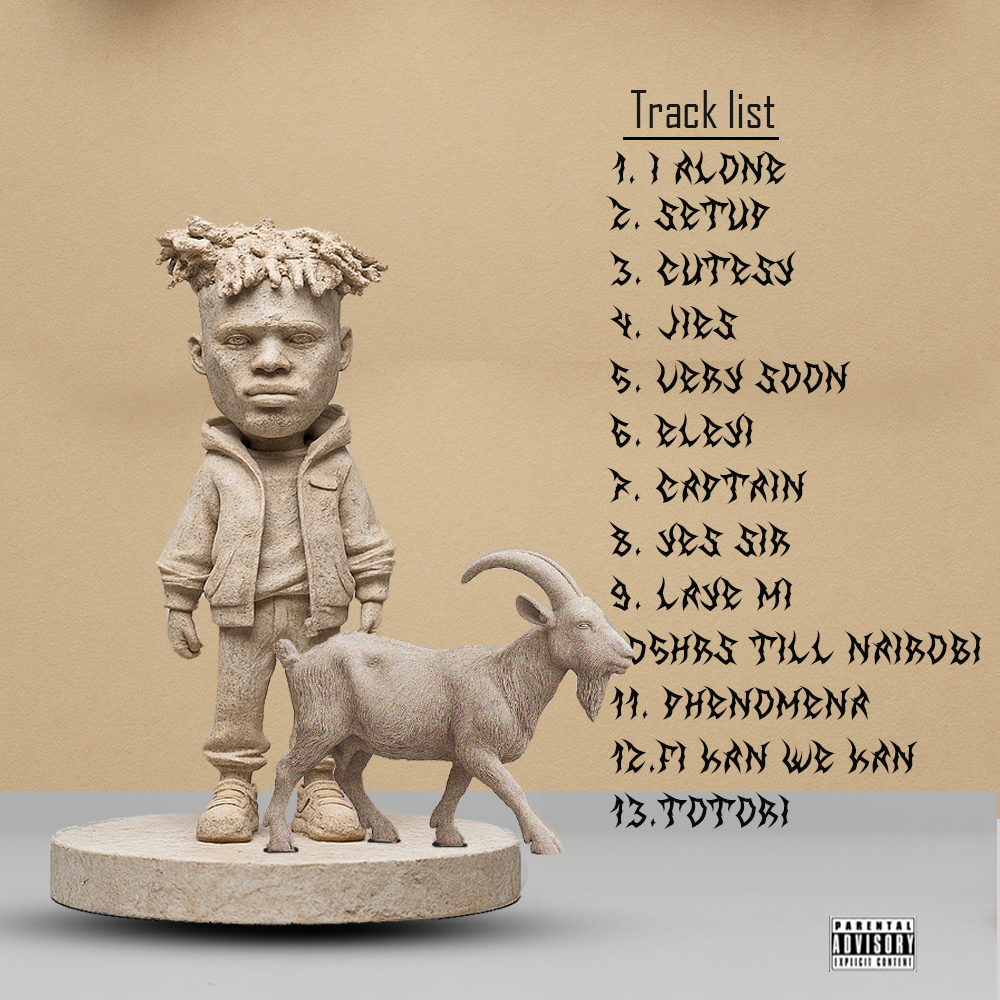 Track list
1. I ALONE
2. SETUP
3. CUTESY
4. JIES
5. VERY SOON
6. ELEYI
7. CAPTAIN
8. YES SIR
9. LAYE MI
TILL NAIROBI
11. PHENOMENA
12.FI KAN WE KAN
13.TOTORI
PARENTAL
ADVISORY
EXPLICIT CONTENT